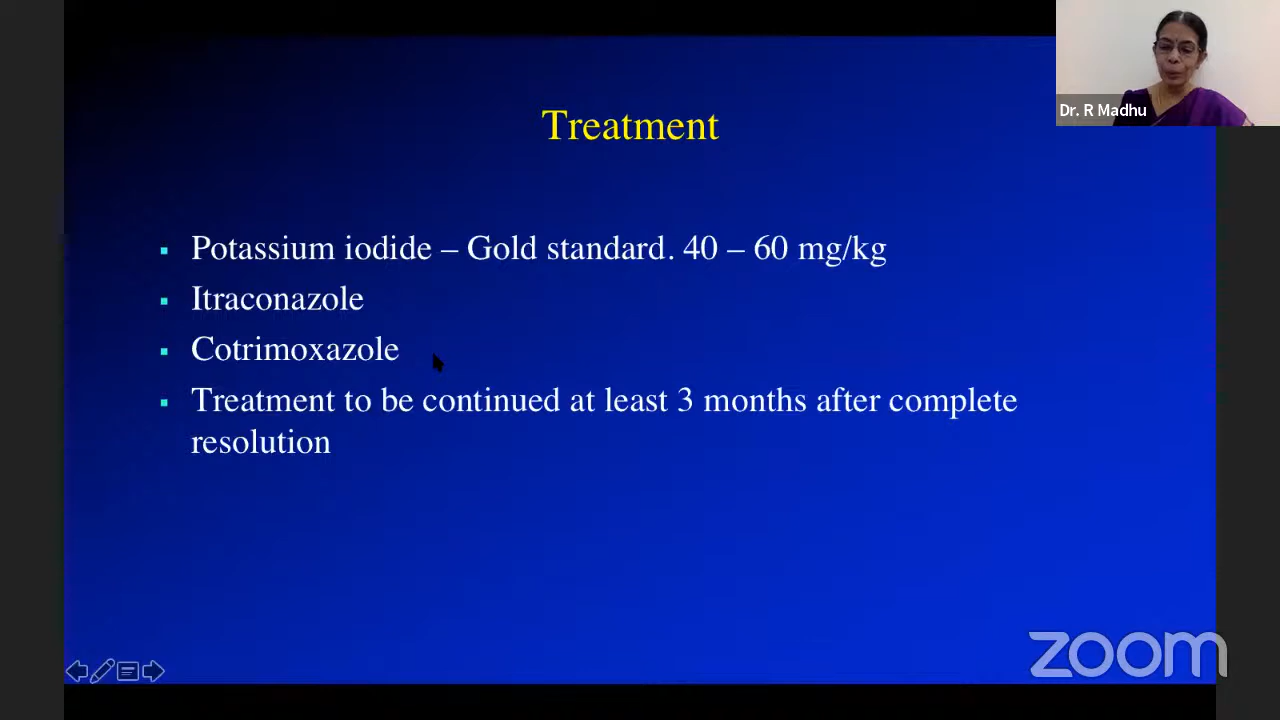 Dr. R Madhu
Treatment
▪ Potassium iodide – Gold standard. 40 – 60 mg/kg
▪ Itraconazole
▪ Cotrimoxazole
▪ Treatment to be continued at least 3 months after complete
resolution
zoom